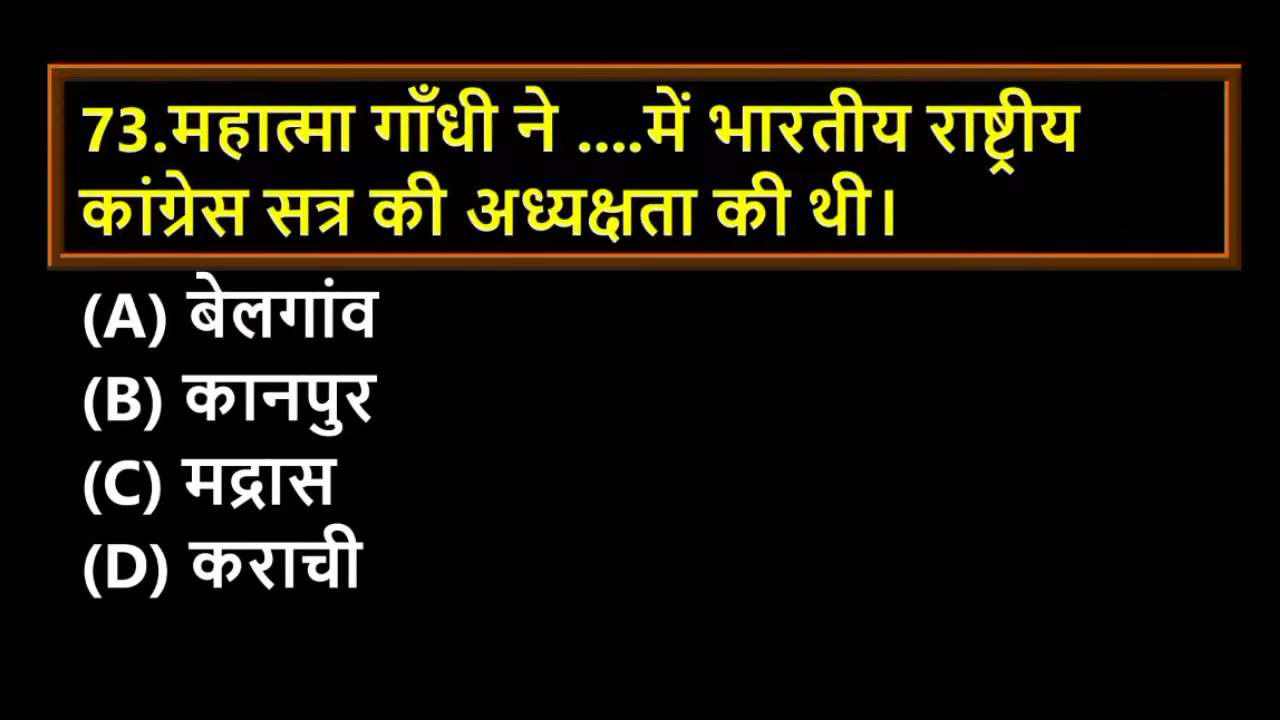 73.महात्मा गाँधी ने ....में भारतीय राष्ट्रीय
कांग्रेस सत्र की अध्यक्षता की थी।
(A) बेलगांव
(B) कानपुर
(C) मद्रास
(D) कराची